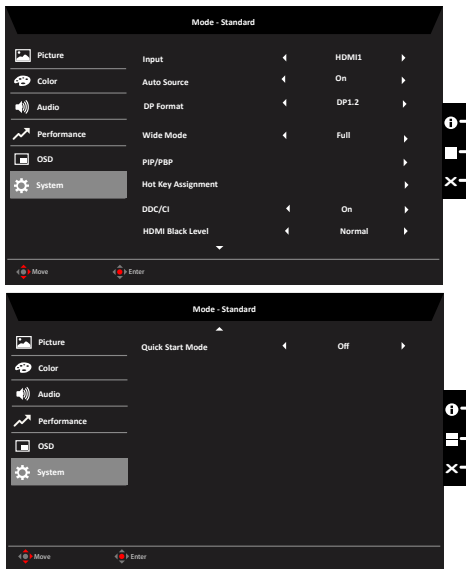 Mode - Standard
Picture
Color
Audio
Performance
OSD
System
Input HDMI1
Auto Source On
DP Format DP1.2
Wide Mode Full
PIP/PBP
Hot Key Assignment
DDC/CI On
HDMI Black Level Normal
Move Enter
Mode - Standard
Picture
Color
Audio
Performance
OSD
System
Quick Start Mode Off
Move Enter